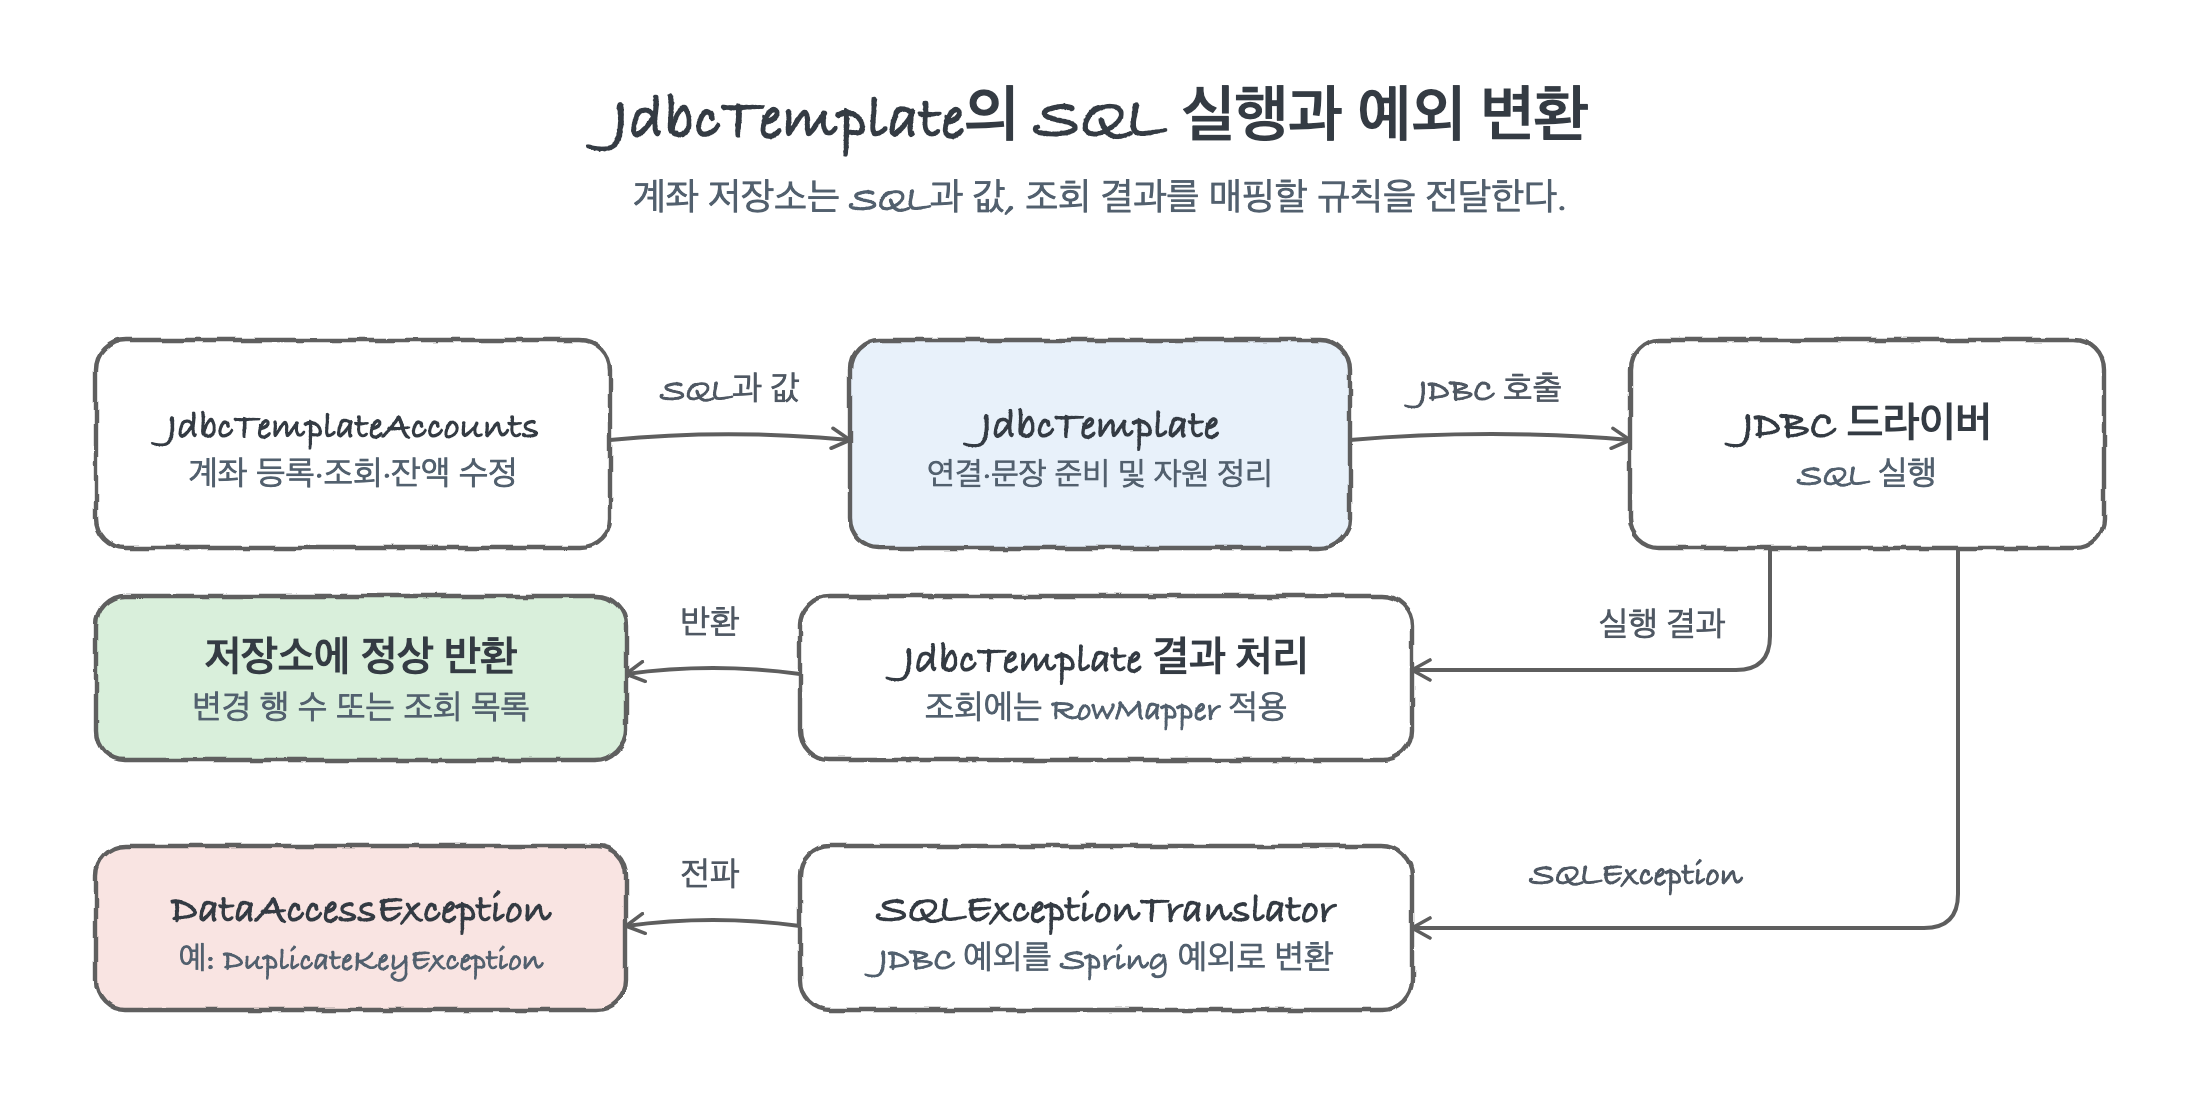 JdbcTemplate의 SQL 실행과 예외 변환
계좌 저장소는 SQL과 값, 조회 결과를 매핑할 규칙을 전달한다.
JdbcTemplateAccounts
계좌 등록·조회·잔액 수정
SQL과 값
JdbcTemplate
연결·문장 준비 및 자원 정리
JDBC 호출
JDBC 드라이버
SQL 실행
저장소에 정상 반환
변경 행 수 또는 조회 목록
반환
JdbcTemplate 결과 처리
조회에는 RowMapper 적용
실행 결과
DataAccessException
예: DuplicateKeyException
전파
SQLExceptionTranslator
JDBC 예외를 Spring 예외로 변환
SQLException